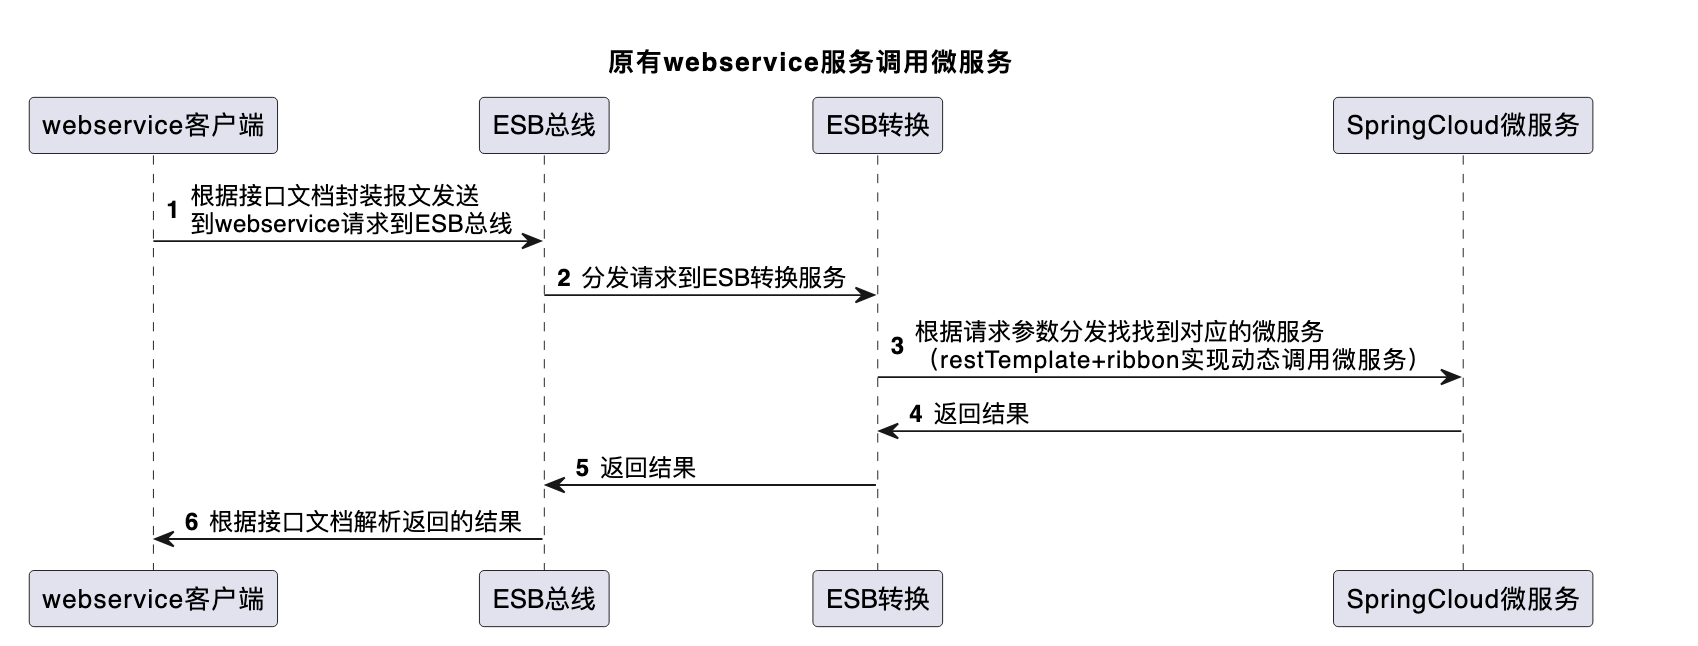 原有webservice服务调用微服务
webservice客户端
ESB总线
ESB转换
SpringCloud微服务
1 根据接口文档封装报文发送
到webservice请求到ESB总线
2 分发请求到ESB转换服务
3 根据请求参数分发找找到对应的微服务
（restTemplate+ribbon实现动态调用微服务）
4 返回结果
5 返回结果
6 根据接口文档解析返回的结果
webservice客户端
ESB总线
ESB转换
SpringCloud微服务